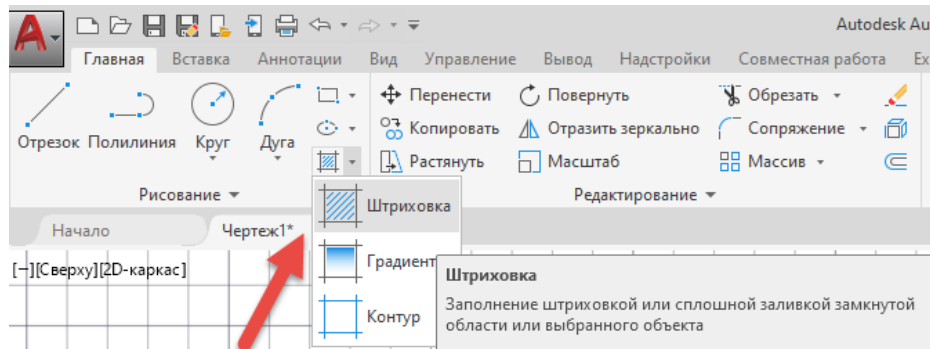 Autodesk Au
Главная Вставка Аннотации Вид Управление Вывод Надстройки Совместная работа Ex
Отрезок Полилиния Круг Дуга
Перенести Повернуть Обрезать
Копировать Отразить зеркально Сопряжение
Растянуть Масштаб Массив
Рисование Редактирование
Начало Чертеж1*
[−][Сверху][2D-каркас]
Штриховка
Градиент
Контур
Штриховка
Заполнение штриховкой или сплошной заливкой замкнутой
области или выбранного объекта